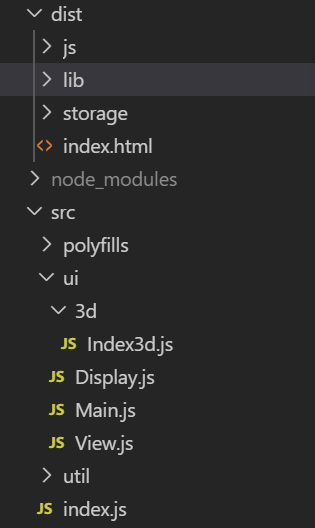 dist
js
lib
storage
<> index.html
node_modules
src
polyfills
ui
3d
JS Index3d.js
JS Display.js
JS Main.js
JS View.js
util
JS index.js